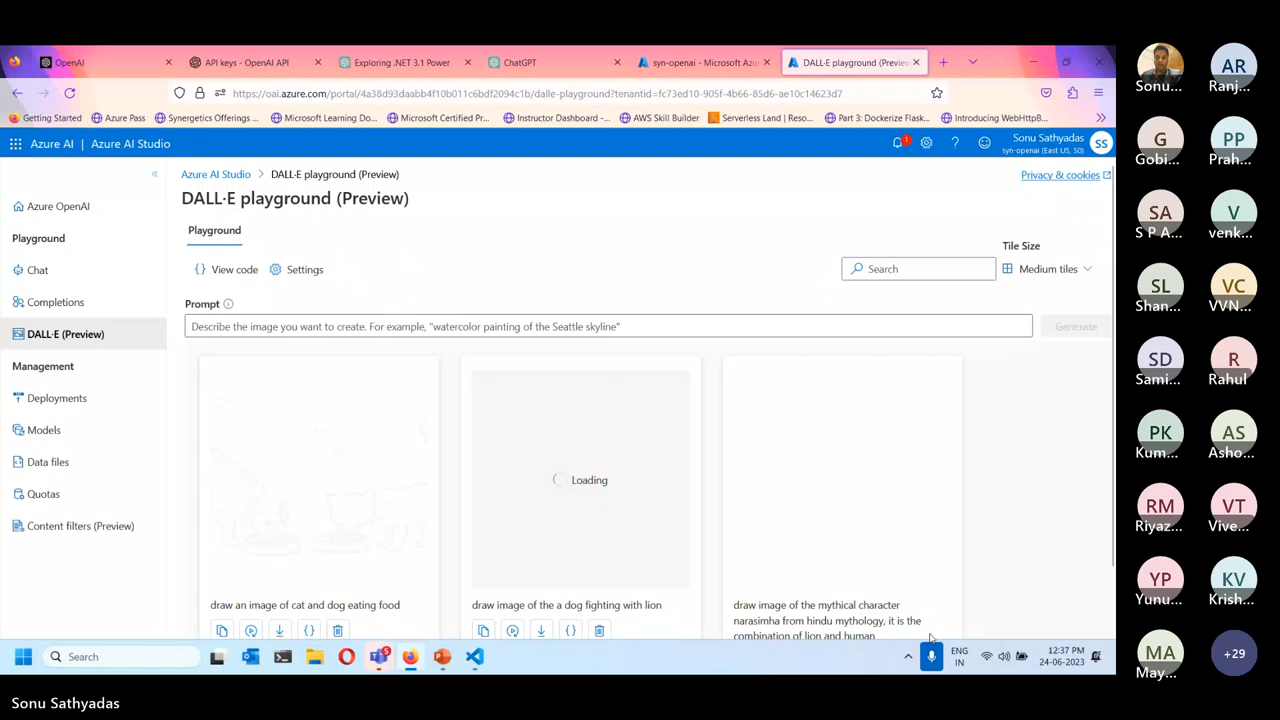 OpenAI
API keys - OpenAI API
Exploring .NET 3.1 Power
ChatGPT
syn-openai - Microsoft Az
DALL·E playground (Preview
https://oai.azure.com/portal/4a38d93daabb4f10b011c6bdf2094c1b/dalle-playground?tenantid=fc73ed10-905f-4b66-85d6-ae10c14623d7
Getting Started
Azure Pass
Synergetics Offerings ...
Microsoft Learning Do...
Microsoft Certified Pr...
Instructor Dashboard -...
AWS Skill Builder
Serverless Land | Reso...
Part 3: Dockerize Flask...
Introducing WebHttpB...
Azure AI | Azure AI Studio
1
Sonu Sathyadas
syn-openai (East US, S0)
SS
Azure AI Studio > DALL·E playground (Preview)
Privacy & cookies
DALL·E playground (Preview)
Playground
{} View code
Settings
Search
Tile Size
Medium tiles
Prompt
Describe the image you want to create. For example, "watercolor painting of the Seattle skyline"
Generate
Azure OpenAI
Playground
Chat
Completions
DALL·E (Preview)
Management
Deployments
Models
Data files
Quotas
Content filters (Preview)
Loading
draw an image of cat and dog eating food
draw image of the a dog fighting with lion
draw image of the mythical character
narasimha from hindu mythology, it is the
combination of lion and human
Search
5
ENG
IN
12:37 PM
24-06-2023
Sonu Sathyadas
Sonu...
AR
Ranj...
G
Gobi...
PP
Prah...
SA
S P A...
V
venk...
SL
Shan...
VC
VVN...
SD
Sami...
R
Rahul
PK
Kum...
AS
Asho...
RM
Riyaz...
VT
Vive...
YP
Yunu...
KV
Krish...
MA
May...
+29